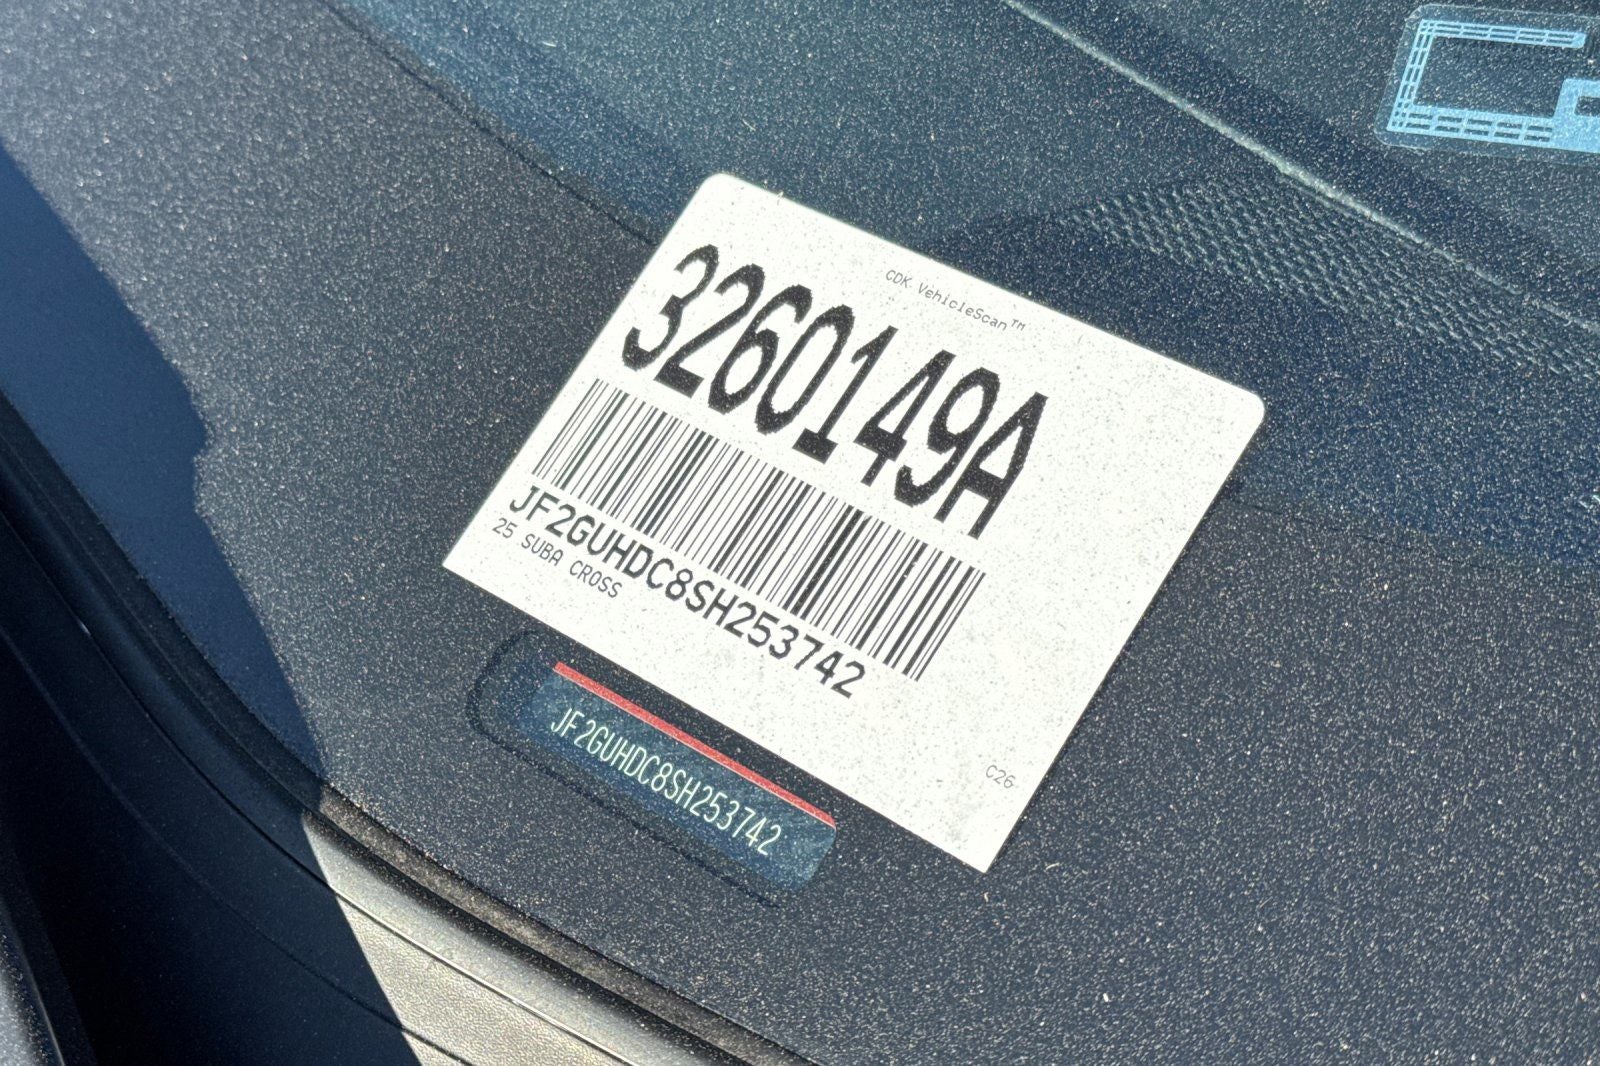 CDK VehicleScan™
3260149A
JF2GUHDC8SH253742
25 SUBA CROSS
C26
JF2GUHDC8SH253742